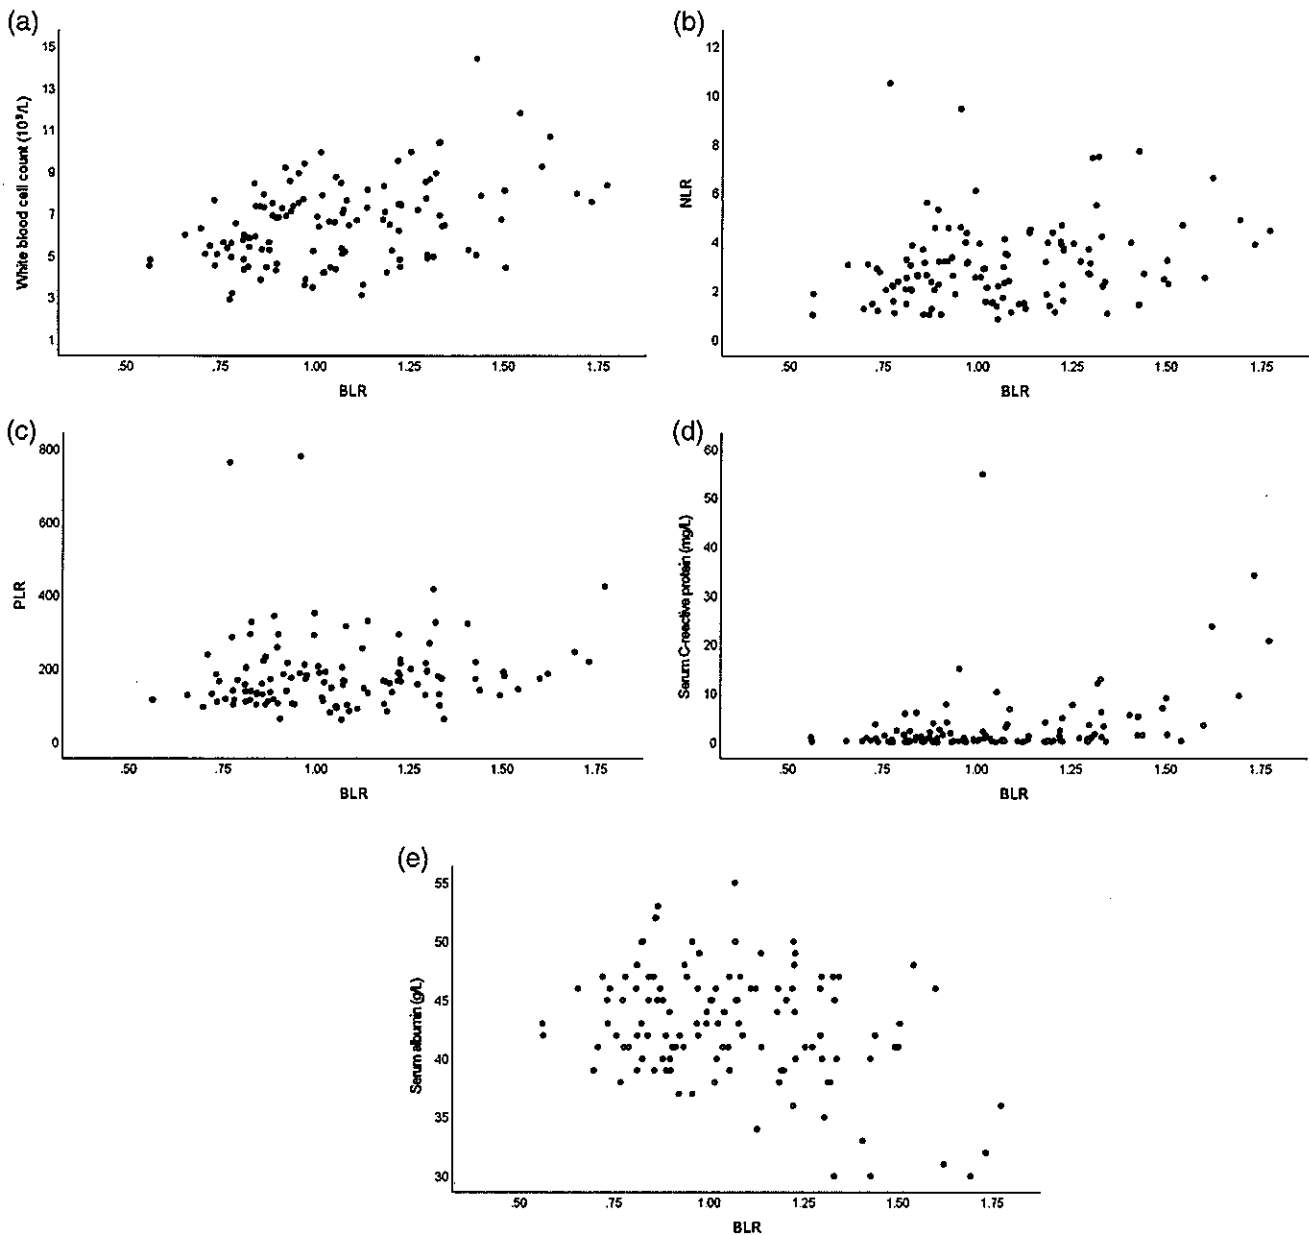 (a)
White blood cell count (10³/L)
15
13
11
9
7
5
3
1
.50 .75 1.00 1.25 1.50 1.75
BLR
(b)
NLR
12
10
8
6
4
2
0
.50 .75 1.00 1.25 1.50 1.75
BLR
(c)
PLR
800
600
400
200
0
.50 .75 1.00 1.25 1.50 1.75
BLR
(d)
Serum C-reactive protein (mg/L)
60
50
40
30
20
10
0
.50 .75 1.00 1.25 1.50 1.75
BLR
(e)
Serum albumin (g/L)
55
50
45
40
35
30
.50 .75 1.00 1.25 1.50 1.75
BLR